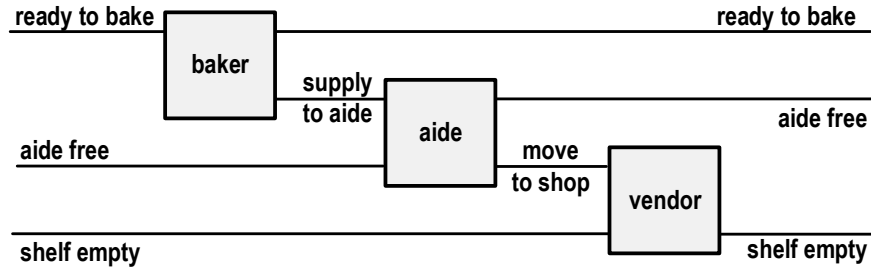 ready to bake
ready to bake
baker
supply
to aide
aide free
aide
aide free
move
to shop
vendor
shelf empty
shelf empty